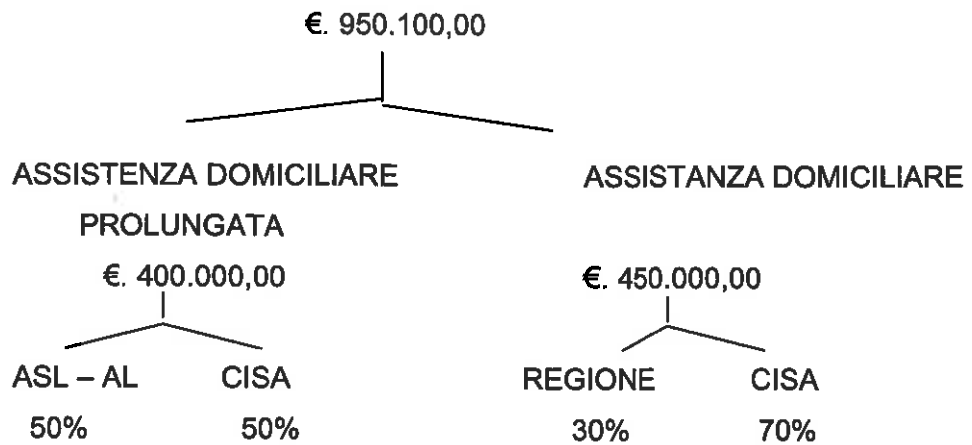 €. 950.100,00
ASSISTENZA DOMICILIARE
PROLUNGATA
€. 400.000,00
ASL – AL CISA
50% 50%
ASSISTANZA DOMICILIARE
€. 450.000,00
REGIONE CISA
30% 70%